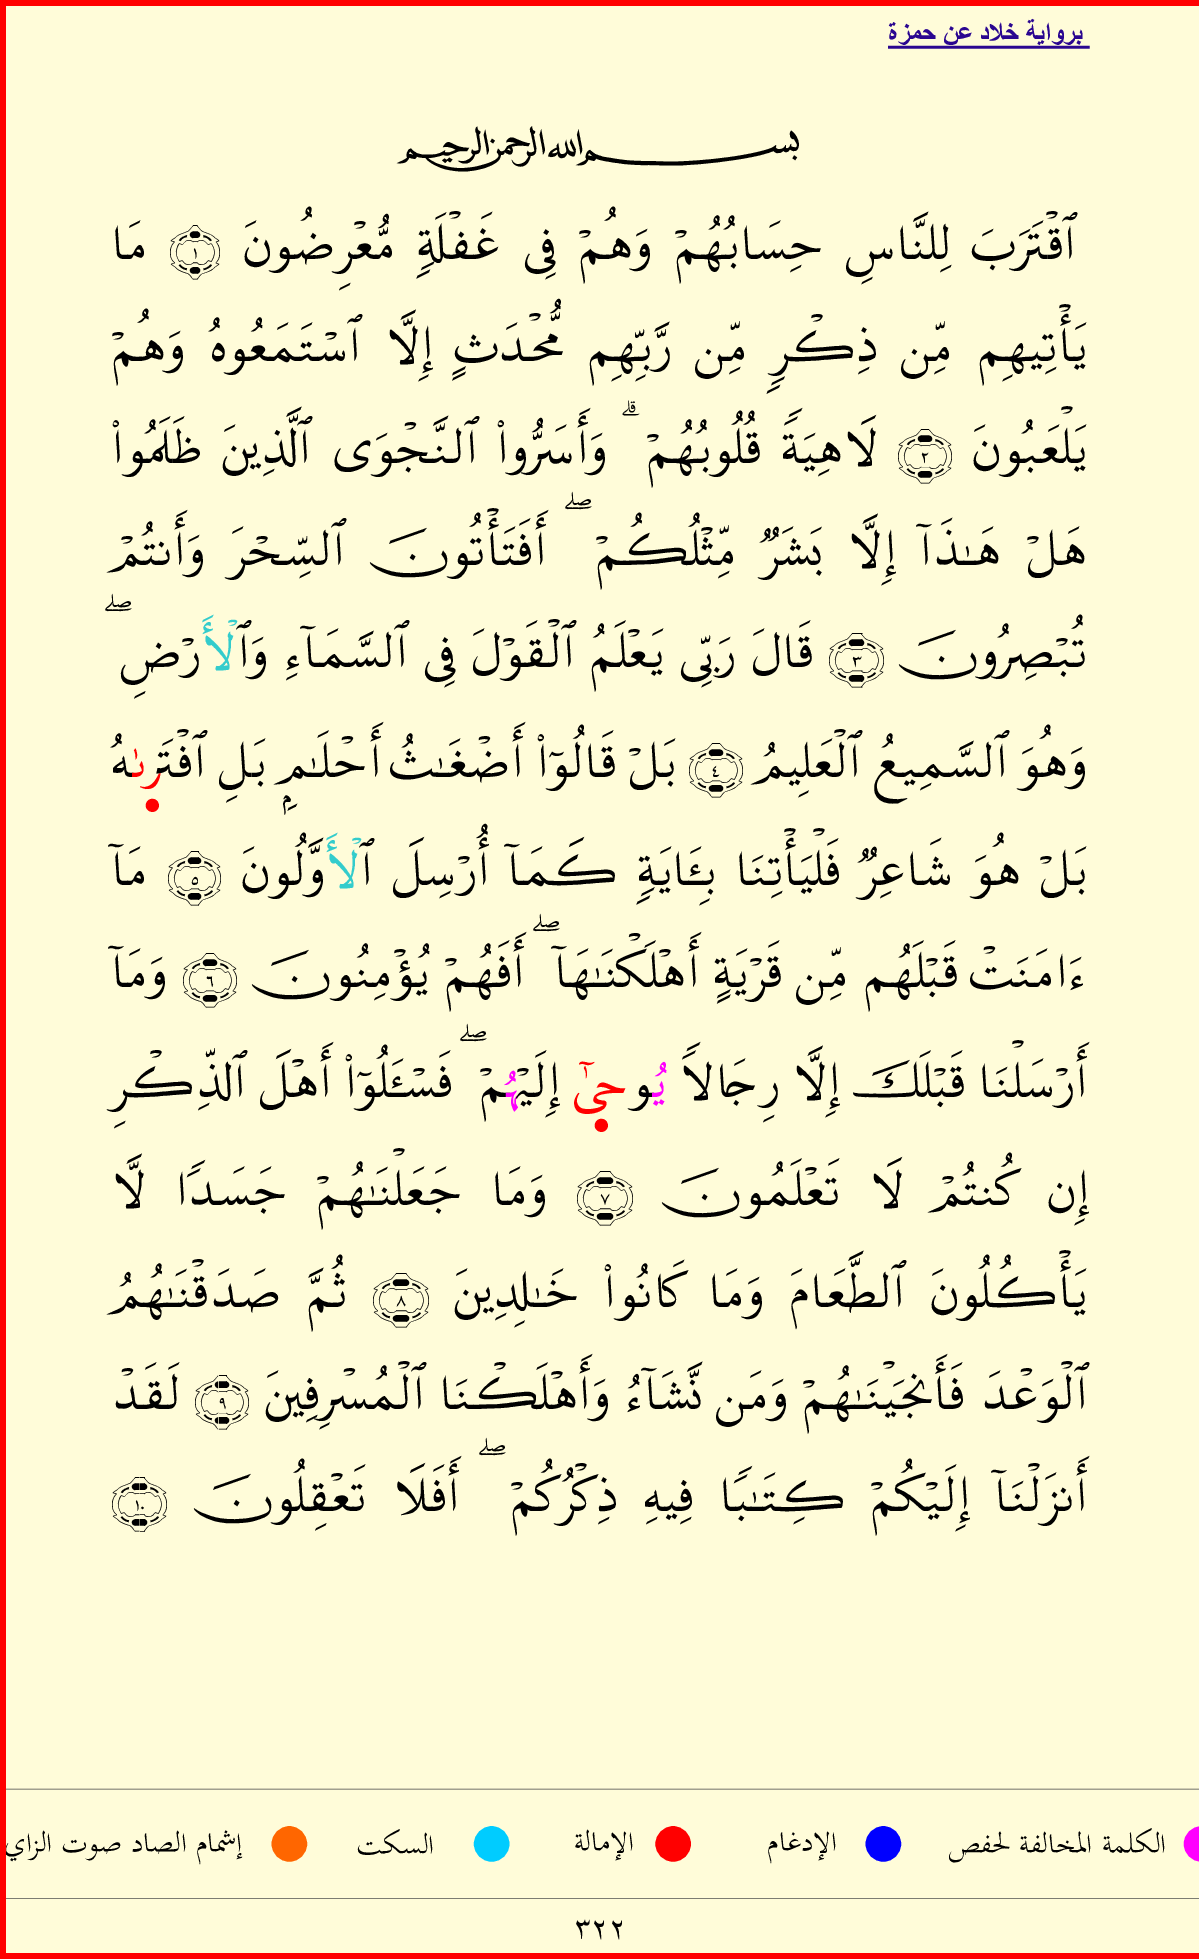 برواية خلاد عن حمزة
بسم الله الرحمن الرحيم
ٱقۡتَرَبَ لِلنَّاسِ حِسَابُهُمۡ وَهُمۡ فِى غَفۡلَةٍ مُّعۡرِضُونَ ١ مَا
يَأۡتِيهِم مِّن ذِكۡرٍ مِّن رَّبِّهِم مُّحۡدَثٍ إِلَّا ٱسۡتَمَعُوهُ وَهُمۡ
يَلۡعَبُونَ ٢ لَاهِيَةً قُلُوبُهُمۡۗ وَأَسَرُّواْ ٱلنَّجۡوَى ٱلَّذِينَ ظَلَمُواْ
هَلۡ هَٰذَآ إِلَّا بَشَرٌ مِّثۡلُكُمۡۖ أَفَتَأۡتُونَ ٱلسِّحۡرَ وَأَنتُمۡ
تُبۡصِرُونَ ٣ قَالَ رَبِّى يَعۡلَمُ ٱلۡقَوۡلَ فِى ٱلسَّمَآءِ وَٱلۡأَرۡضِۖ
وَهُوَ ٱلسَّمِيعُ ٱلۡعَلِيمُ ٤ بَلۡ قَالُوٓاْ أَضۡغَٰثُ أَحۡلَٰمِۭ بَلِ ٱفۡتَرىٰهُ
بَلۡ هُوَ شَاعِرٌ فَلۡيَأۡتِنَا بِـَٔايَةٍ كَمَآ أُرۡسِلَ ٱلۡأَوَّلُونَ ٥ مَآ
ءَامَنَتۡ قَبۡلَهُم مِّن قَرۡيَةٍ أَهۡلَكۡنَٰهَآۖ أَفَهُمۡ يُؤۡمِنُونَ ٦ وَمَآ
أَرۡسَلۡنَا قَبۡلَكَ إِلَّا رِجَالًا يُوحىٰٓ إِلَيۡهُمۡۖ فَسۡـَٔلُوٓاْ أَهۡلَ ٱلذِّكۡرِ
إِن كُنتُمۡ لَا تَعۡلَمُونَ ٧ وَمَا جَعَلۡنَٰهُمۡ جَسَدًا لَّا
يَأۡكُلُونَ ٱلطَّعَامَ وَمَا كَانُواْ خَٰلِدِينَ ٨ ثُمَّ صَدَقۡنَٰهُمُ
ٱلۡوَعۡدَ فَأَنجَيۡنَٰهُمۡ وَمَن نَّشَآءُ وَأَهۡلَكۡنَا ٱلۡمُسۡرِفِينَ ٩ لَقَدۡ
أَنزَلۡنَآ إِلَيۡكُمۡ كِتَٰبًا فِيهِ ذِكۡرُكُمۡۖ أَفَلَا تَعۡقِلُونَ ١٠
الكلمة المخالفة لحفص الإدغام الإمالة السكت إشمام الصاد صوت الزاي
٣٢٢